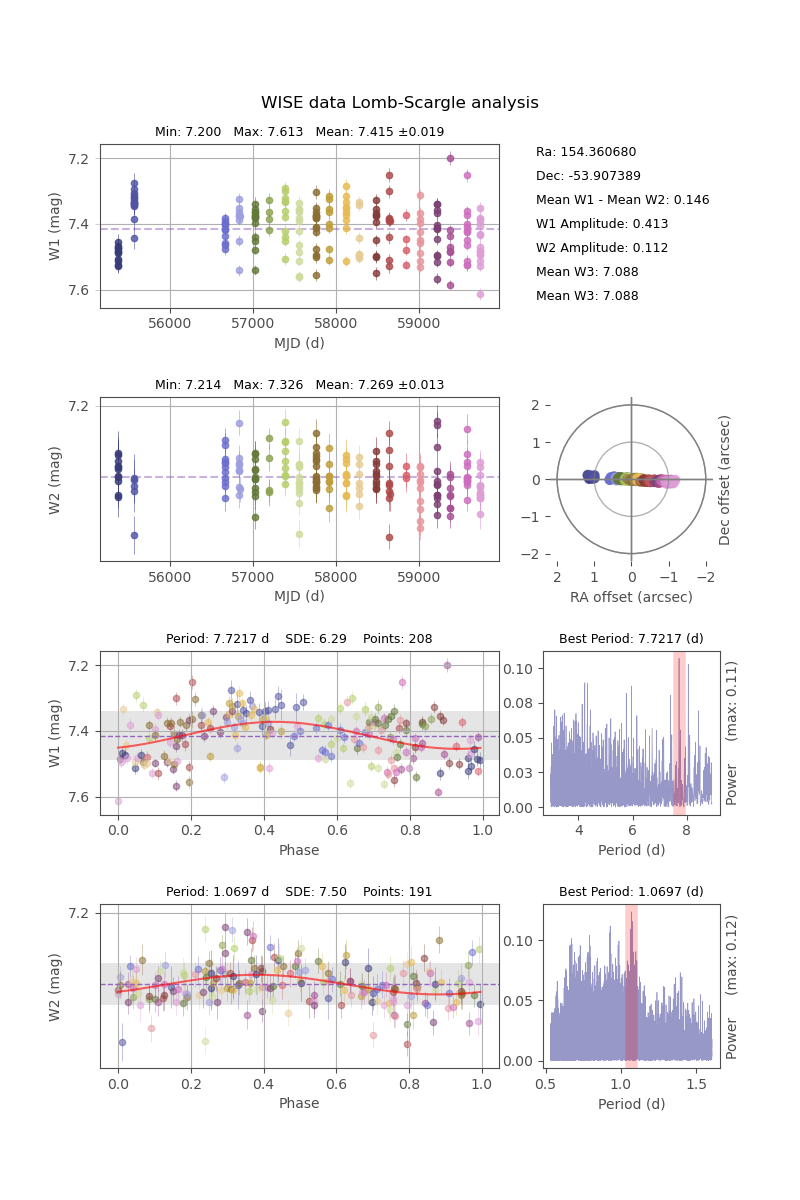 WISE data Lomb-Scargle analysis
Min: 7.200 Max: 7.613 Mean: 7.415 ±0.019
7.2
7.4
7.6
W1 (mag)
56000 57000 58000 59000
MJD (d)
Ra: 154.360680
Dec: -53.907389
Mean W1 - Mean W2: 0.146
W1 Amplitude: 0.413
W2 Amplitude: 0.112
Mean W3: 7.088
Mean W3: 7.088
Min: 7.214 Max: 7.326 Mean: 7.269 ±0.013
7.2
W2 (mag)
56000 57000 58000 59000
MJD (d)
2
1
0
−1
−2
2 1 0 −1 −2
RA offset (arcsec)
Dec offset (arcsec)
Period: 7.7217 d SDE: 6.29 Points: 208
7.2
7.4
7.6
W1 (mag)
0.0 0.2 0.4 0.6 0.8 1.0
Phase
Best Period: 7.7217 (d)
0.10
0.08
0.05
0.03
0.00
4 6 8
Period (d)
Power (max: 0.11)
Period: 1.0697 d SDE: 7.50 Points: 191
7.2
W2 (mag)
0.0 0.2 0.4 0.6 0.8 1.0
Phase
Best Period: 1.0697 (d)
0.10
0.05
0.00
0.5 1.0 1.5
Period (d)
Power (max: 0.12)